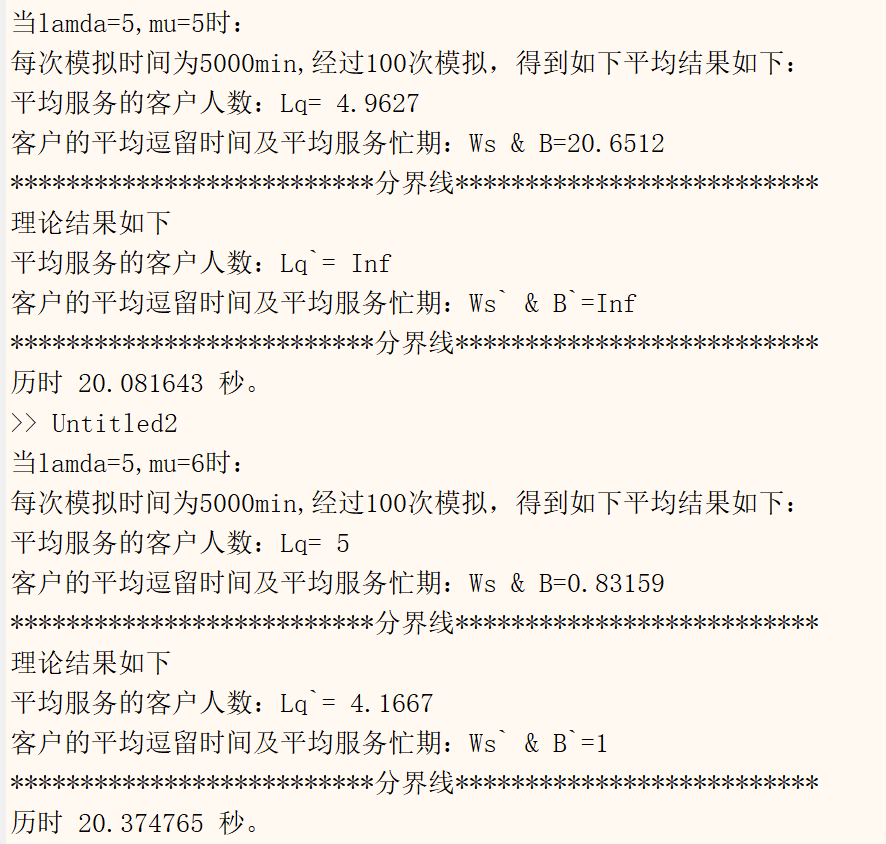 当lamda=5,mu=5时:
每次模拟时间为5000min,经过100次模拟，得到如下平均结果如下:
平均服务的客户人数: Lq= 4.9627
客户的平均逗留时间及平均服务忙期: Ws & B=20.6512
**************************分界线**************************
理论结果如下
平均服务的客户人数: Lq`= Inf
客户的平均逗留时间及平均服务忙期: Ws` & B`=Inf
**************************分界线**************************
历时 20.081643 秒。
>> Untitled2
当lamda=5,mu=6时:
每次模拟时间为5000min,经过100次模拟，得到如下平均结果如下:
平均服务的客户人数: Lq= 5
客户的平均逗留时间及平均服务忙期: Ws & B=0.83159
**************************分界线**************************
理论结果如下
平均服务的客户人数: Lq`= 4.1667
客户的平均逗留时间及平均服务忙期: Ws` & B`=1
**************************分界线**************************
历时 20.374765 秒。